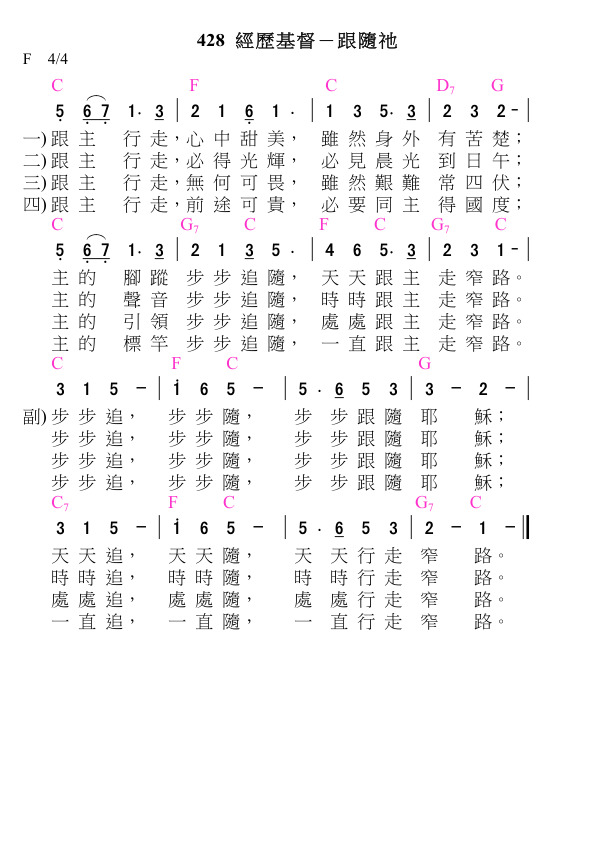 428 經歷基督－跟隨祂
F 4/4
C F C D7 G
5 6 7 1· 3 | 2 1 6 1 · | 1 3 5· 3 | 2 3 2 - |
一) 跟 主 行 走，心 中 甜 美， 雖 然 身 外 有 苦 楚；
二) 跟 主 行 走，必 得 光 輝， 必 見 晨 光 到 日 午；
三) 跟 主 行 走，無 何 可 畏， 雖 然 艱 難 常 四 伏；
四) 跟 主 行 走，前 途 可 貴， 必 要 同 主 得 國 度；
C G7 C F C G7 C
5 6 7 1· 3 | 2 1 3 5 · | 4 6 5· 3 | 2 3 1 - |
主 的 腳 蹤 步 步 追 隨， 天 天 跟 主 走 窄 路。
主 的 聲 音 步 步 追 隨， 時 時 跟 主 走 窄 路。
主 的 引 領 步 步 追 隨， 處 處 跟 主 走 窄 路。
主 的 標 竿 步 步 追 隨， 一 直 跟 主 走 窄 路。
C F C G
3 1 5 － | 1 6 5 － | 5 · 6 5 3 | 3 － 2 － |
副) 步 步 追， 步 步 隨， 步 步 跟 隨 耶 穌；
步 步 追， 步 步 隨， 步 步 跟 隨 耶 穌；
步 步 追， 步 步 隨， 步 步 跟 隨 耶 穌；
步 步 追， 步 步 隨， 步 步 跟 隨 耶 穌；
C7 F C G7 C
3 1 5 － | 1 6 5 － | 5 · 6 5 3 | 2 － 1 － ||
天 天 追， 天 天 隨， 天 天 行 走 窄 路。
時 時 追， 時 時 隨， 時 時 行 走 窄 路。
處 處 追， 處 處 隨， 處 處 行 走 窄 路。
一 直 追， 一 直 隨， 一 直 行 走 窄 路。